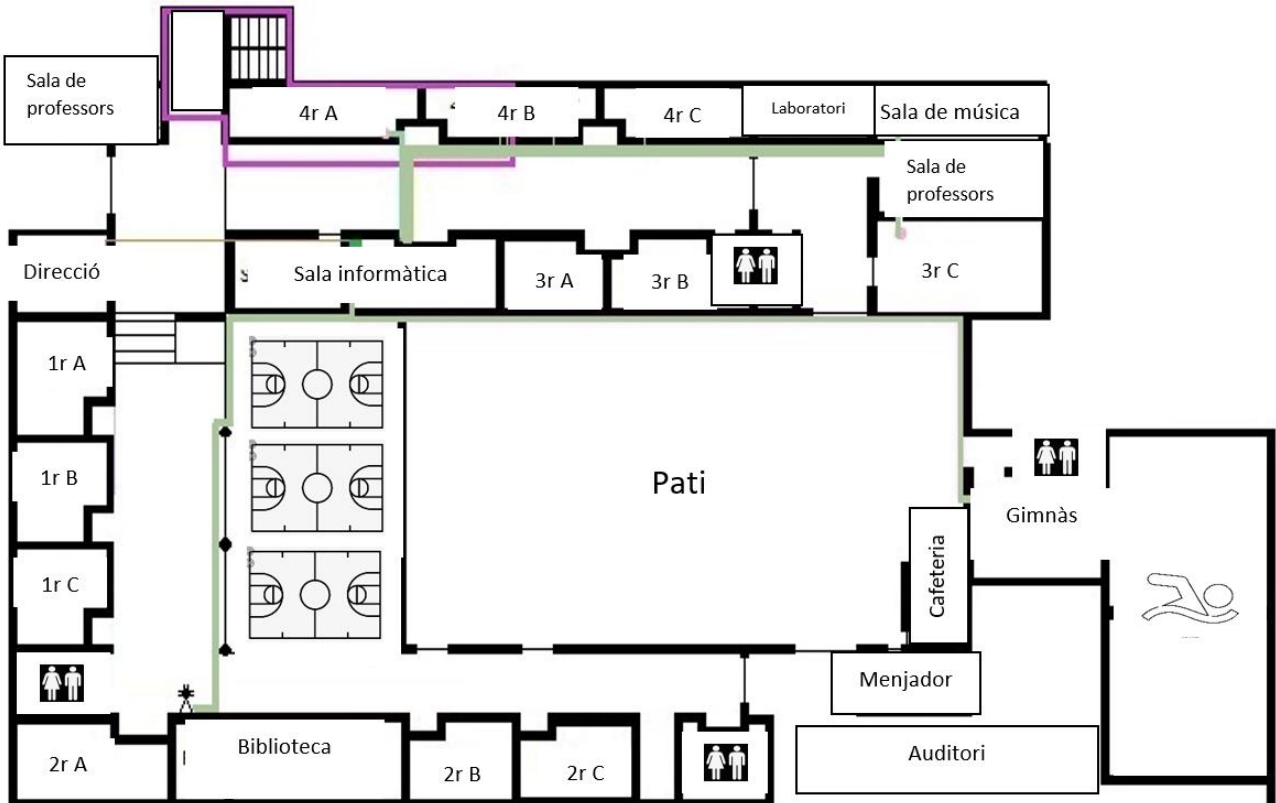 Sala de
professors
4r A
4r B
4r C
Laboratori
Sala de música
Sala de
professors
Direcció
Sala informàtica
3r A
3r B
3r C
1r A
1r B
1r C
Pati
Gimnàs
Cafeteria
Menjador
Auditori
2r A
Biblioteca
2r B
2r C